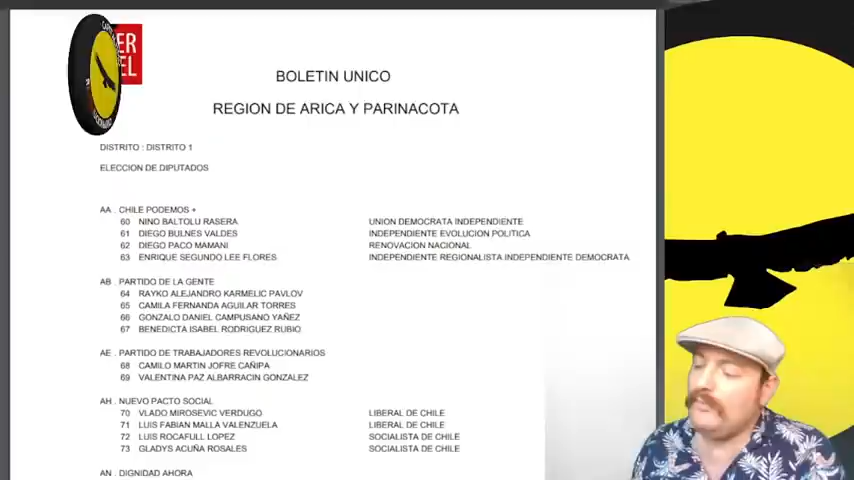 BOLETIN UNICO
REGION DE ARICA Y PARINACOTA
DISTRITO : DISTRITO 1
ELECCION DE DIPUTADOS
AA . CHILE PODEMOS +
60 NINO BALTOLU RASERA UNION DEMOCRATA INDEPENDIENTE
61 DIEGO BULNES VALDES INDEPENDIENTE EVOLUCION POLITICA
62 DIEGO PACO MAMANI RENOVACION NACIONAL
63 ENRIQUE SEGUNDO LEE FLORES INDEPENDIENTE REGIONALISTA INDEPENDIENTE DEMOCRATA
AB . PARTIDO DE LA GENTE
64 RAYKO ALEJANDRO KARMELIC PAVLOV
65 CAMILA FERNANDA AGUILAR TORRES
66 GONZALO DANIEL CAMPUSANO YAÑEZ
67 BENEDICTA ISABEL RODRIGUEZ RUBIO
AE . PARTIDO DE TRABAJADORES REVOLUCIONARIOS
68 CAMILO MARTIN JOFRE CAÑIPA
69 VALENTINA PAZ ALBARRACIN GONZALEZ
AH . NUEVO PACTO SOCIAL
70 VLADO MIROSEVIC VERDUGO LIBERAL DE CHILE
71 LUIS FABIAN MALLA VALENZUELA LIBERAL DE CHILE
72 LUIS ROCAFULL LOPEZ SOCIALISTA DE CHILE
73 GLADYS ACUÑA ROSALES SOCIALISTA DE CHILE
AN . DIGNIDAD AHORA